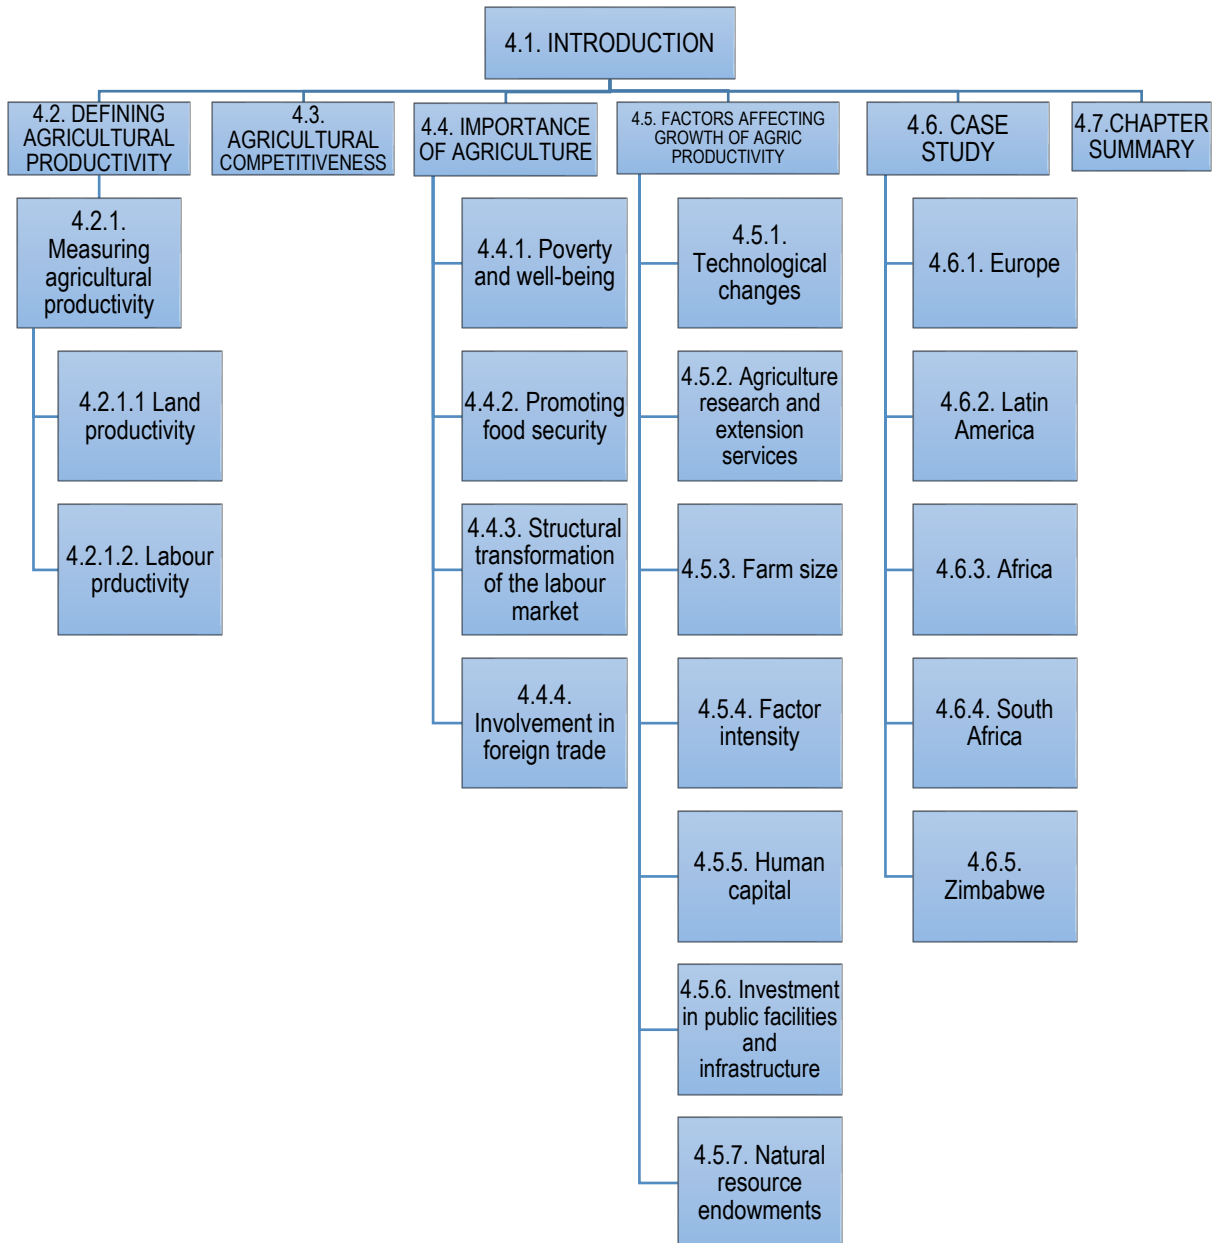 4.1. INTRODUCTION
4.2. DEFINING
AGRICULTURAL
PRODUCTIVITY
4.3.
AGRICULTURAL
COMPETITIVENESS
4.4. IMPORTANCE
OF AGRICULTURE
4.5. FACTORS AFFECTING
GROWTH OF AGRIC
PRODUCTIVITY
4.6. CASE
STUDY
4.7.CHAPTER
SUMMARY
4.2.1.
Measuring
agricultural
productivity
4.2.1.1 Land
productivity
4.2.1.2. Labour
prductivity
4.4.1. Poverty
and well-being
4.4.2. Promoting
food security
4.4.3. Structural
transformation
of the labour
market
4.4.4.
Involvement in
foreign trade
4.5.1.
Technological
changes
4.5.2. Agriculture
research and
extension
services
4.5.3. Farm size
4.5.4. Factor
intensity
4.5.5. Human
capital
4.5.6. Investment
in public facilities
and
infrastructure
4.5.7. Natural
resource
endowments
4.6.1. Europe
4.6.2. Latin
America
4.6.3. Africa
4.6.4. South
Africa
4.6.5.
Zimbabwe